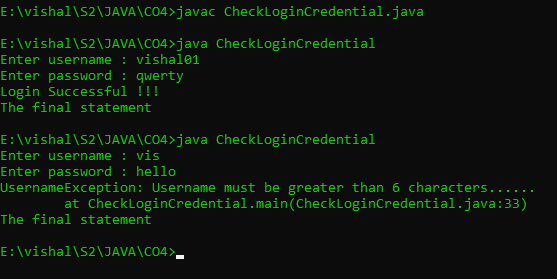 E:\vishal\S2\JAVA\CO4>javac CheckLoginCredential.java
E:\vishal\S2\JAVA\CO4>java CheckLoginCredential
Enter username : vishal01
Enter password : qwerty
Login Successful !!!
The final statement
E:\vishal\S2\JAVA\CO4>java CheckLoginCredential
Enter username : vis
Enter password : hello
UsernameException: Username must be greater than 6 characters......
at CheckLoginCredential.main(CheckLoginCredential.java:33)
The final statement
E:\vishal\S2\JAVA\CO4>